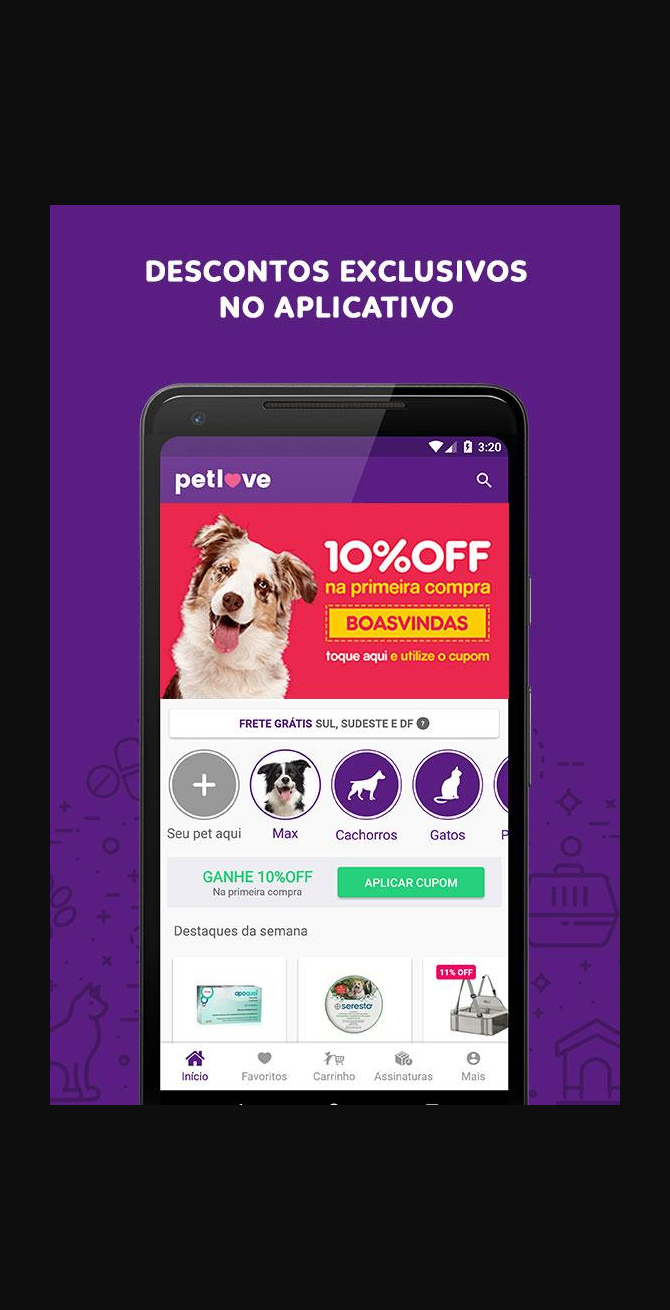 DESCONTOS EXCLUSIVOS
NO APLICATIVO
3:20
petlove
10%OFF
na primeira compra
BOASVINDAS
toque aqui e utilize o cupom
FRETE GRÁTIS SUL, SUDESTE E DF ?
Seu pet aqui
Max
Cachorros
Gatos
P
GANHE 10%OFF
Na primeira compra
APLICAR CUPOM
Destaques da semana
11% OFF
apoquel
seresto
Início
Favoritos
Carrinho
Assinaturas
Mais